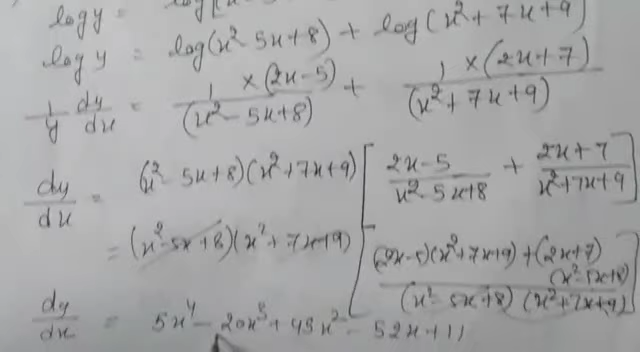 log y = log[x
log y = log(x² 5x+8) + log(x²+7x+9)
1/y dy/dx = 1 × (2x-5)/(x²-5x+8) + 1 × (2x+7)/(x²+7x+9)
dy/dx = (x²-5x+8)(x²+7x+9) [2x-5/x²-5x+8 + 2x+7/x²+7x+9]
= (x²-5x+8)(x²+7x+9) [(2x-5)(x²+7x+9)+(2x+7)(x²-5x+8)/(x²-5x+8)(x²+7x+9)]
dy/dx = 5x⁴-20x³+45x²-52x+11